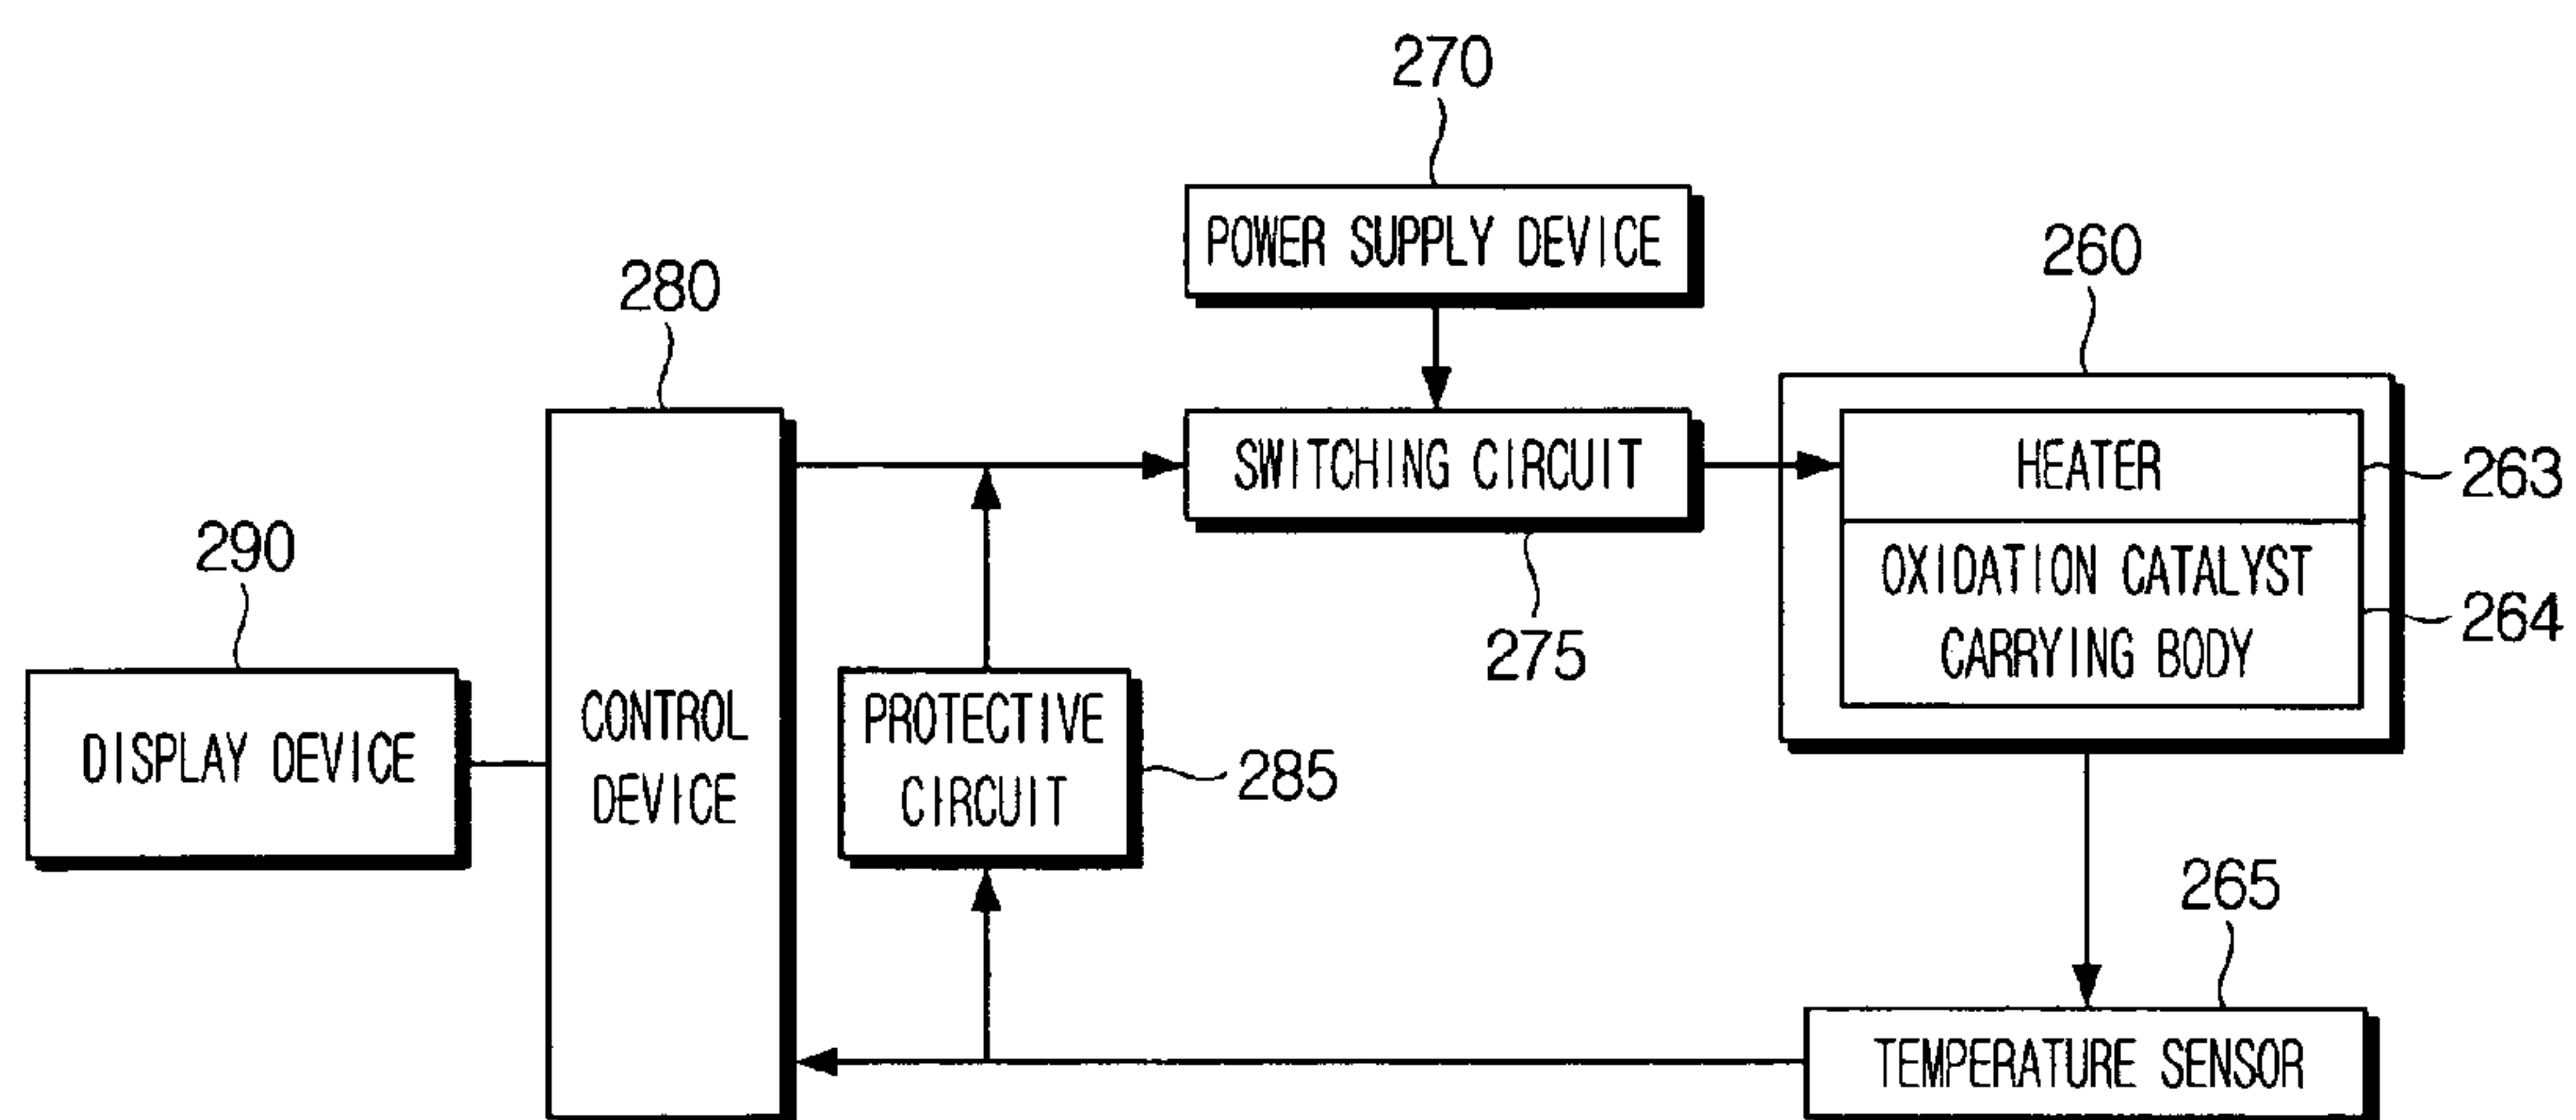 270
POWER SUPPLY DEVICE
260
280
SWITCHING CIRCUIT
HEATER
263
290
OXIDATION CATALYST
CARRYING BODY
264
275
DISPLAY DEVICE
CONTROL
DEVICE
PROTECTIVE
CIRCUIT
285
265
TEMPERATURE SENSOR